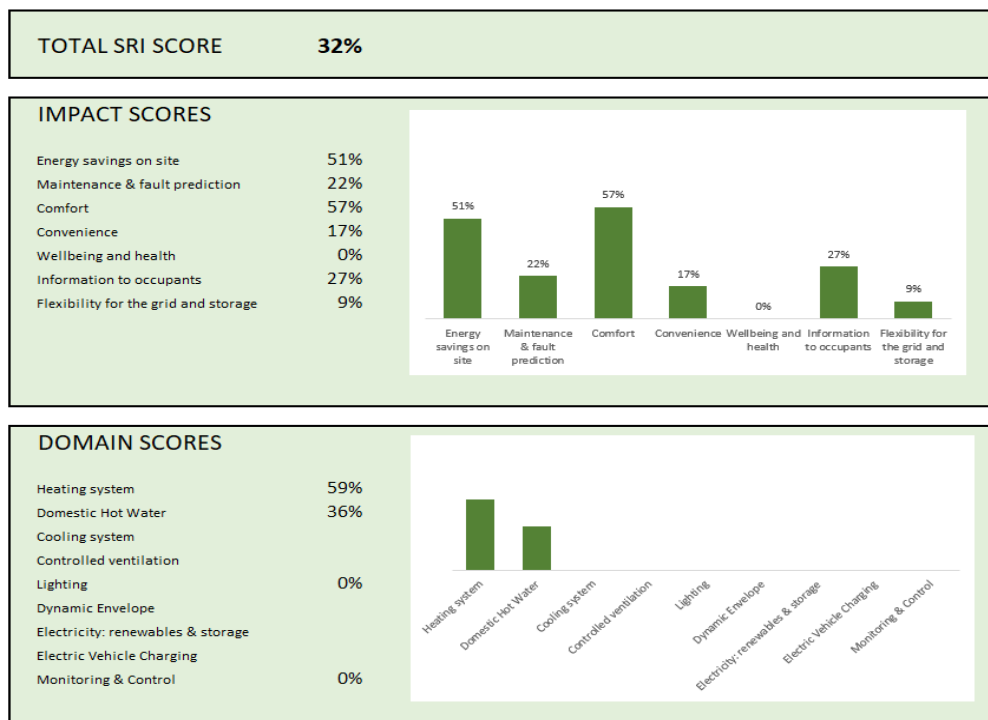 TOTAL SRI SCORE 32%
IMPACT SCORES
Energy savings on site 51%
Maintenance & fault prediction 22%
Comfort 57%
Convenience 17%
Wellbeing and health 0%
Information to occupants 27%
Flexibility for the grid and storage 9%
51%
22%
57%
17%
0%
27%
9%
Energy savings on site
Maintenance & fault prediction
Comfort
Convenience
Wellbeing and health
Information to occupants
Flexibility for the grid and storage
DOMAIN SCORES
Heating system 59%
Domestic Hot Water 36%
Cooling system
Controlled ventilation
Lighting 0%
Dynamic Envelope
Electricity: renewables & storage
Electric Vehicle Charging
Monitoring & Control 0%
Heating system
Domestic Hot Water
Cooling system
Controlled ventilation
Lighting
Dynamic Envelope
Electricity: renewables & storage
Electric Vehicle Charging
Monitoring & Control